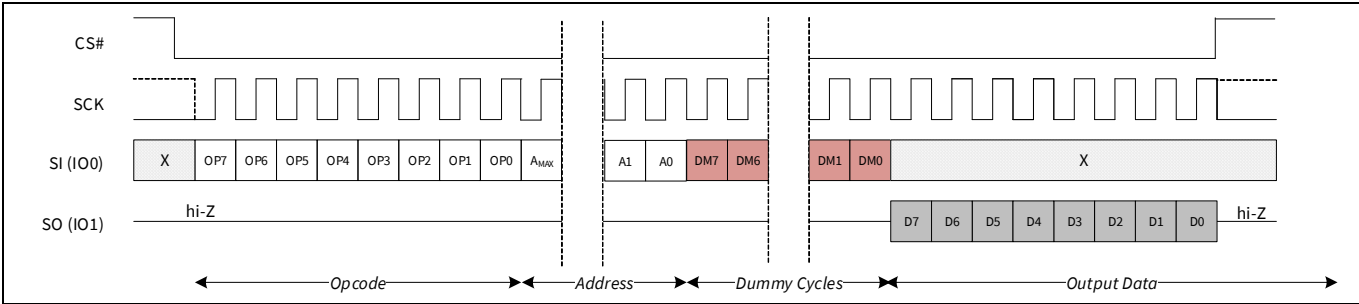 CS#
SCK
SI (IO0) X OP7 OP6 OP5 OP4 OP3 OP2 OP1 OP0 AMAX A1 A0 DM7 DM6 DM1 DM0 X
hi-Z
SO (IO1) D7 D6 D5 D4 D3 D2 D1 D0 hi-Z
Opcode Address Dummy Cycles Output Data